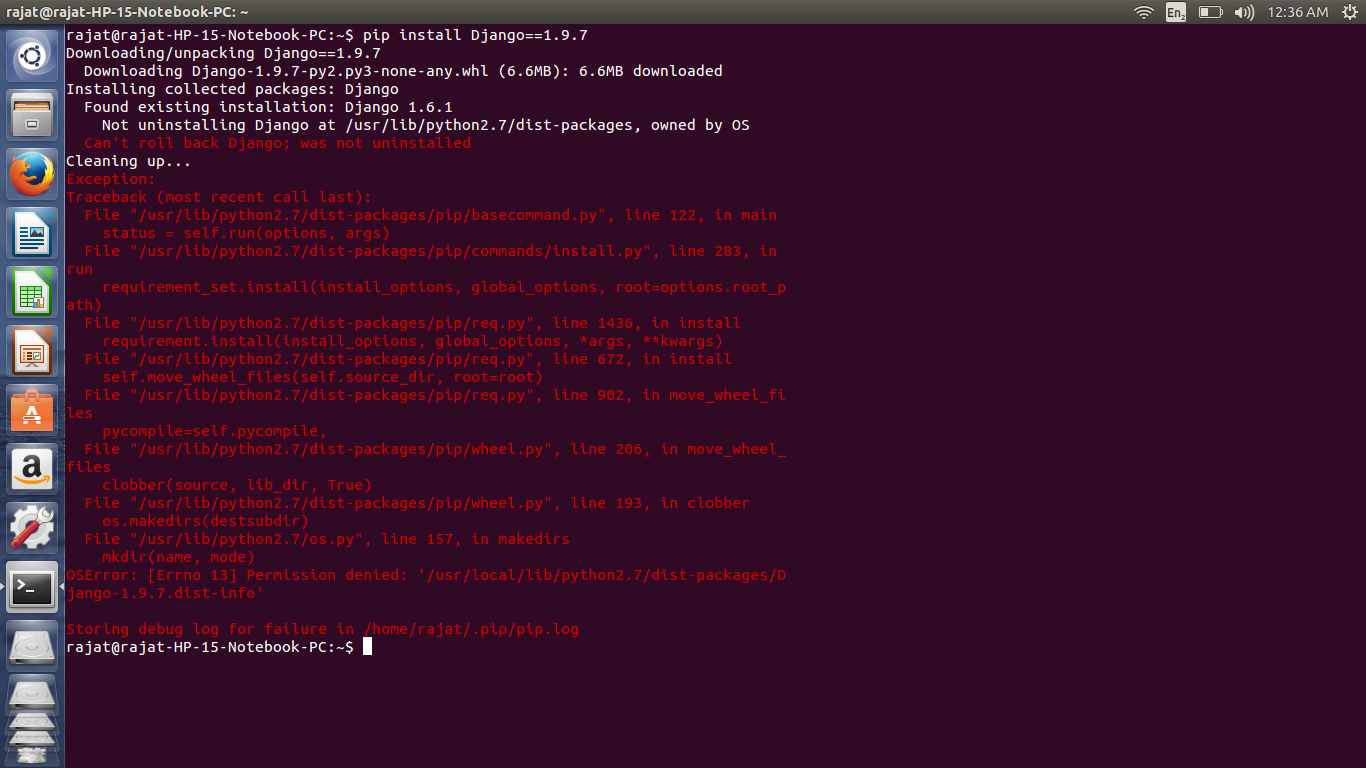 rajat@rajat-HP-15-Notebook-PC: ~
En2
12:36 AM
rajat@rajat-HP-15-Notebook-PC:~$ pip install Django==1.9.7
Downloading/unpacking Django==1.9.7
  Downloading Django-1.9.7-py2.py3-none-any.whl (6.6MB): 6.6MB downloaded
Installing collected packages: Django
  Found existing installation: Django 1.6.1
    Not uninstalling Django at /usr/lib/python2.7/dist-packages, owned by OS
  Can't roll back Django; was not uninstalled
Cleaning up...
Exception:
Traceback (most recent call last):
  File "/usr/lib/python2.7/dist-packages/pip/basecommand.py", line 122, in main
    status = self.run(options, args)
  File "/usr/lib/python2.7/dist-packages/pip/commands/install.py", line 283, in
run
    requirement_set.install(install_options, global_options, root=options.root_p
ath)
  File "/usr/lib/python2.7/dist-packages/pip/req.py", line 1436, in install
    requirement.install(install_options, global_options, *args, **kwargs)
  File "/usr/lib/python2.7/dist-packages/pip/req.py", line 672, in install
    self.move_wheel_files(self.source_dir, root=root)
  File "/usr/lib/python2.7/dist-packages/pip/req.py", line 902, in move_wheel_fi
les
    pycompile=self.pycompile,
  File "/usr/lib/python2.7/dist-packages/pip/wheel.py", line 206, in move_wheel_
files
    clobber(source, lib_dir, True)
  File "/usr/lib/python2.7/dist-packages/pip/wheel.py", line 193, in clobber
    os.makedirs(destsubdir)
  File "/usr/lib/python2.7/os.py", line 157, in makedirs
    mkdir(name, mode)
OSError: [Errno 13] Permission denied: '/usr/local/lib/python2.7/dist-packages/D
jango-1.9.7.dist-info'
Storing debug log for failure in /home/rajat/.pip/pip.log
rajat@rajat-HP-15-Notebook-PC:~$